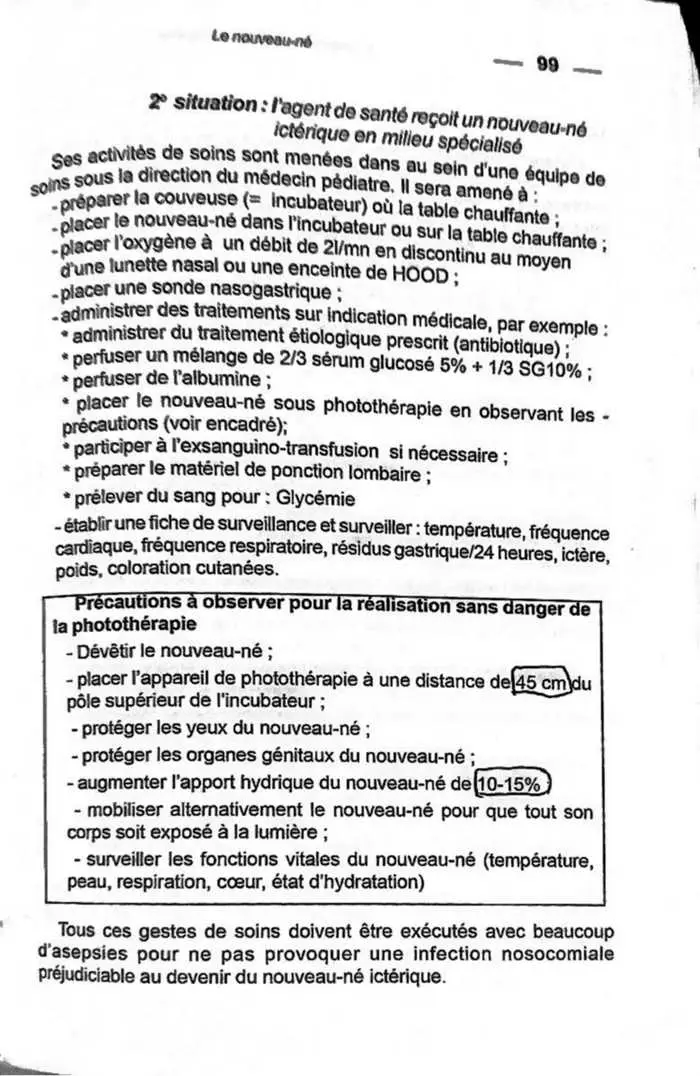 Le nouveau-né
— 99 —
2° situation : l'agent de santé reçoit un nouveau-né
ictérique en milieu spécialisé
Ses activités de soins sont menées dans au sein d'une équipe de
soins sous la direction du médecin pédiatre. Il sera amené à :
-préparer la couveuse (= incubateur) où la table chauffante ;
-placer le nouveau-né dans l'incubateur ou sur la table chauffante ;
-placer l'oxygène à un débit de 2l/mn en discontinu au moyen
d'une lunette nasal ou une enceinte de HOOD ;
-placer une sonde nasogastrique ;
-administrer des traitements sur indication médicale, par exemple :
* administrer du traitement étiologique prescrit (antibiotique) ;
* perfuser un mélange de 2/3 sérum glucosé 5% + 1/3 SG10% ;
* perfuser de l'albumine ;
* placer le nouveau-né sous photothérapie en observant les -
précautions (voir encadré);
* participer à l'exsanguino-transfusion si nécessaire ;
* préparer le matériel de ponction lombaire ;
* prélever du sang pour : Glycémie
- établir une fiche de surveillance et surveiller : température, fréquence
cardiaque, fréquence respiratoire, résidus gastrique/24 heures, ictère,
poids, coloration cutanées.
Précautions à observer pour la réalisation sans danger de
la photothérapie
- Dévêtir le nouveau-né ;
- placer l'appareil de photothérapie à une distance de 45 cm du
pôle supérieur de l'incubateur ;
- protéger les yeux du nouveau-né ;
- protéger les organes génitaux du nouveau-né ;
- augmenter l'apport hydrique du nouveau-né de 10-15% ;
- mobiliser alternativement le nouveau-né pour que tout son
corps soit exposé à la lumière ;
- surveiller les fonctions vitales du nouveau-né (température,
peau, respiration, cœur, état d'hydratation)
Tous ces gestes de soins doivent être exécutés avec beaucoup
d'asepsies pour ne pas provoquer une infection nosocomiale
préjudiciable au devenir du nouveau-né ictérique.